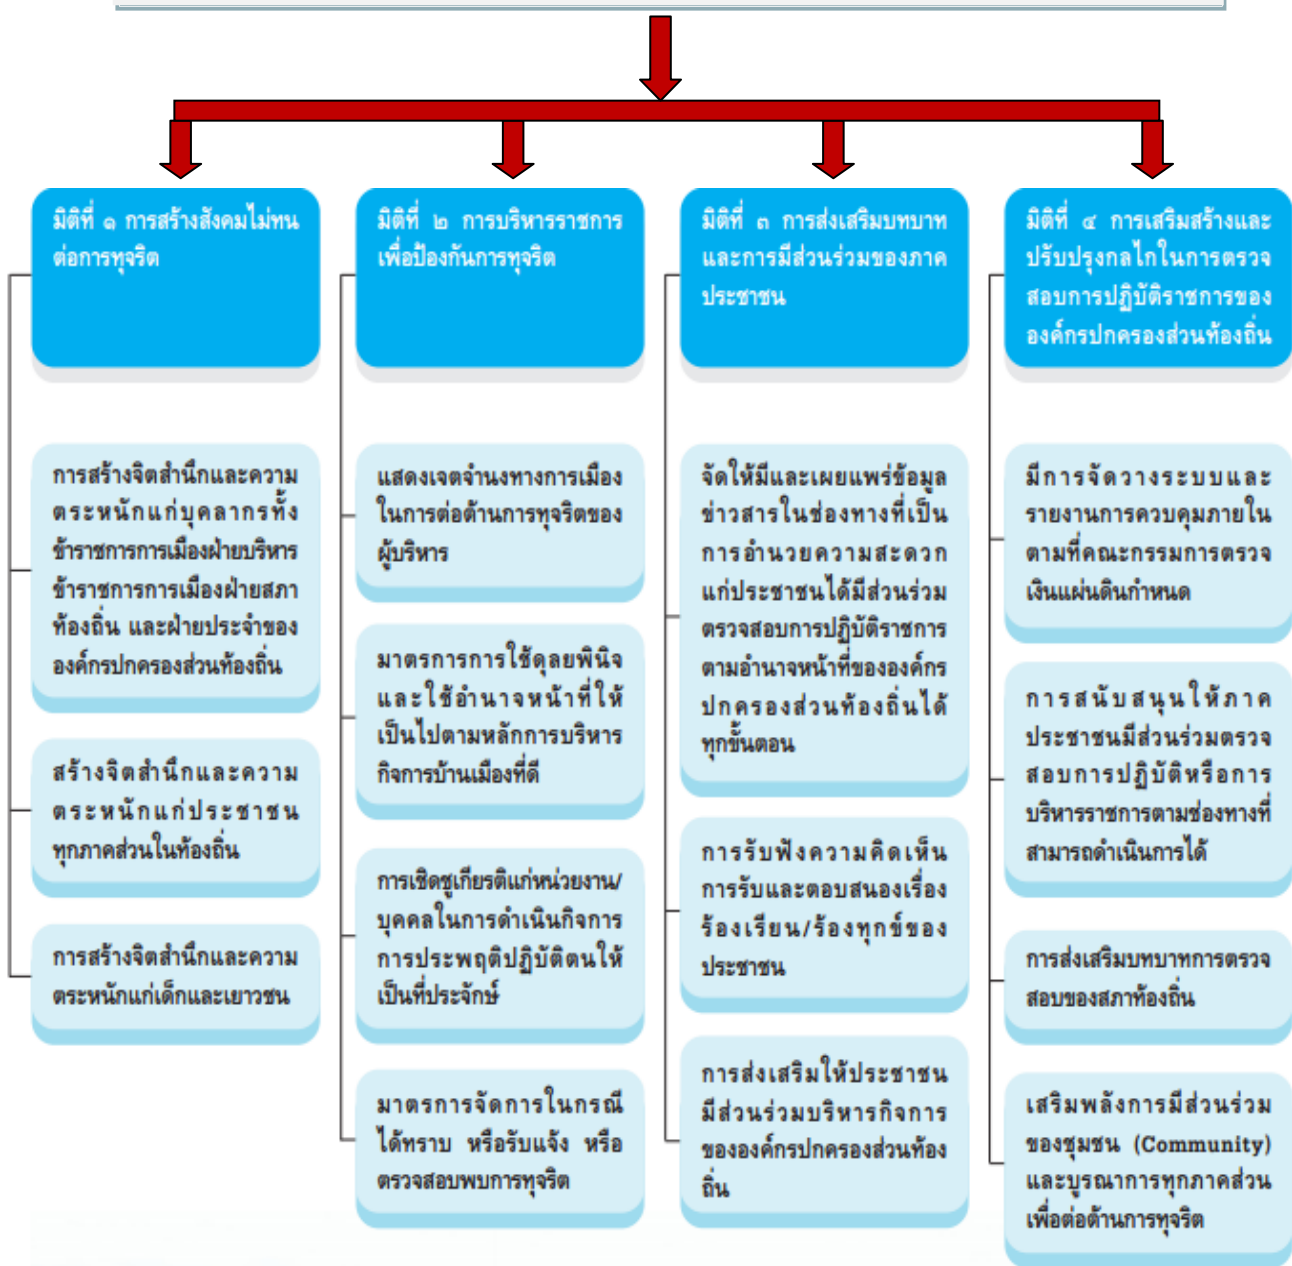 มิติที่ ๑ การสร้างสังคมไม่ทน
ต่อการทุจริต
การสร้างจิตสำนึกและความ
ตระหนักแก่บุคลากรทั้ง
ข้าราชการการเมืองฝ่ายบริหาร
ข้าราชการการเมืองฝ่ายสภา
ท้องถิ่น และฝ่ายประจำของ
องค์กรปกครองส่วนท้องถิ่น
สร้างจิตสำนึกและความ
ตระหนักแก่ประชาชน
ทุกภาคส่วนในท้องถิ่น
การสร้างจิตสำนึกและความ
ตระหนักแก่เด็กและเยาวชน
มิติที่ ๒ การบริหารราชการ
เพื่อป้องกันการทุจริต
แสดงเจตจำนงทางการเมือง
ในการต่อต้านการทุจริตของ
ผู้บริหาร
มาตรการการใช้ดุลยพินิจ
และใช้อำนาจหน้าที่ให้
เป็นไปตามหลักการบริหาร
กิจการบ้านเมืองที่ดี
การเชิดชูเกียรติแก่หน่วยงาน/
บุคคลในการดำเนินกิจการ
การประพฤติปฏิบัติตนให้
เป็นที่ประจักษ์
มาตรการจัดการในกรณี
ได้ทราบ หรือรับแจ้ง หรือ
ตรวจสอบพบการทุจริต
มิติที่ ๓ การส่งเสริมบทบาท
และการมีส่วนร่วมของภาค
ประชาชน
จัดให้มีและเผยแพร่ข้อมูล
ข่าวสารในช่องทางที่เป็น
การอำนวยความสะดวก
แก่ประชาชนได้มีส่วนร่วม
ตรวจสอบการปฏิบัติราชการ
ตามอำนาจหน้าที่ขององค์กร
ปกครองส่วนท้องถิ่นได้
ทุกขั้นตอน
การรับฟังความคิดเห็น
การรับและตอบสนองเรื่อง
ร้องเรียน/ร้องทุกข์ของ
ประชาชน
การส่งเสริมให้ประชาชน
มีส่วนร่วมบริหารกิจการ
ขององค์กรปกครองส่วนท้อง
ถิ่น
มิติที่ ๔ การเสริมสร้างและ
ปรับปรุงกลไกในการตรวจ
สอบการปฏิบัติราชการของ
องค์กรปกครองส่วนท้องถิ่น
มีการจัดวางระบบและ
รายงานการควบคุมภายใน
ตามที่คณะกรรมการตรวจ
เงินแผ่นดินกำหนด
การสนับสนุนให้ภาค
ประชาชนมีส่วนร่วมตรวจ
สอบการปฏิบัติหรือการ
บริหารราชการตามช่องทางที่
สามารถดำเนินการได้
การส่งเสริมบทบาทการตรวจ
สอบของสภาท้องถิ่น
เสริมพลังการมีส่วนร่วม
ของชุมชน (Community)
และบูรณาการทุกภาคส่วน
เพื่อต่อต้านการทุจริต